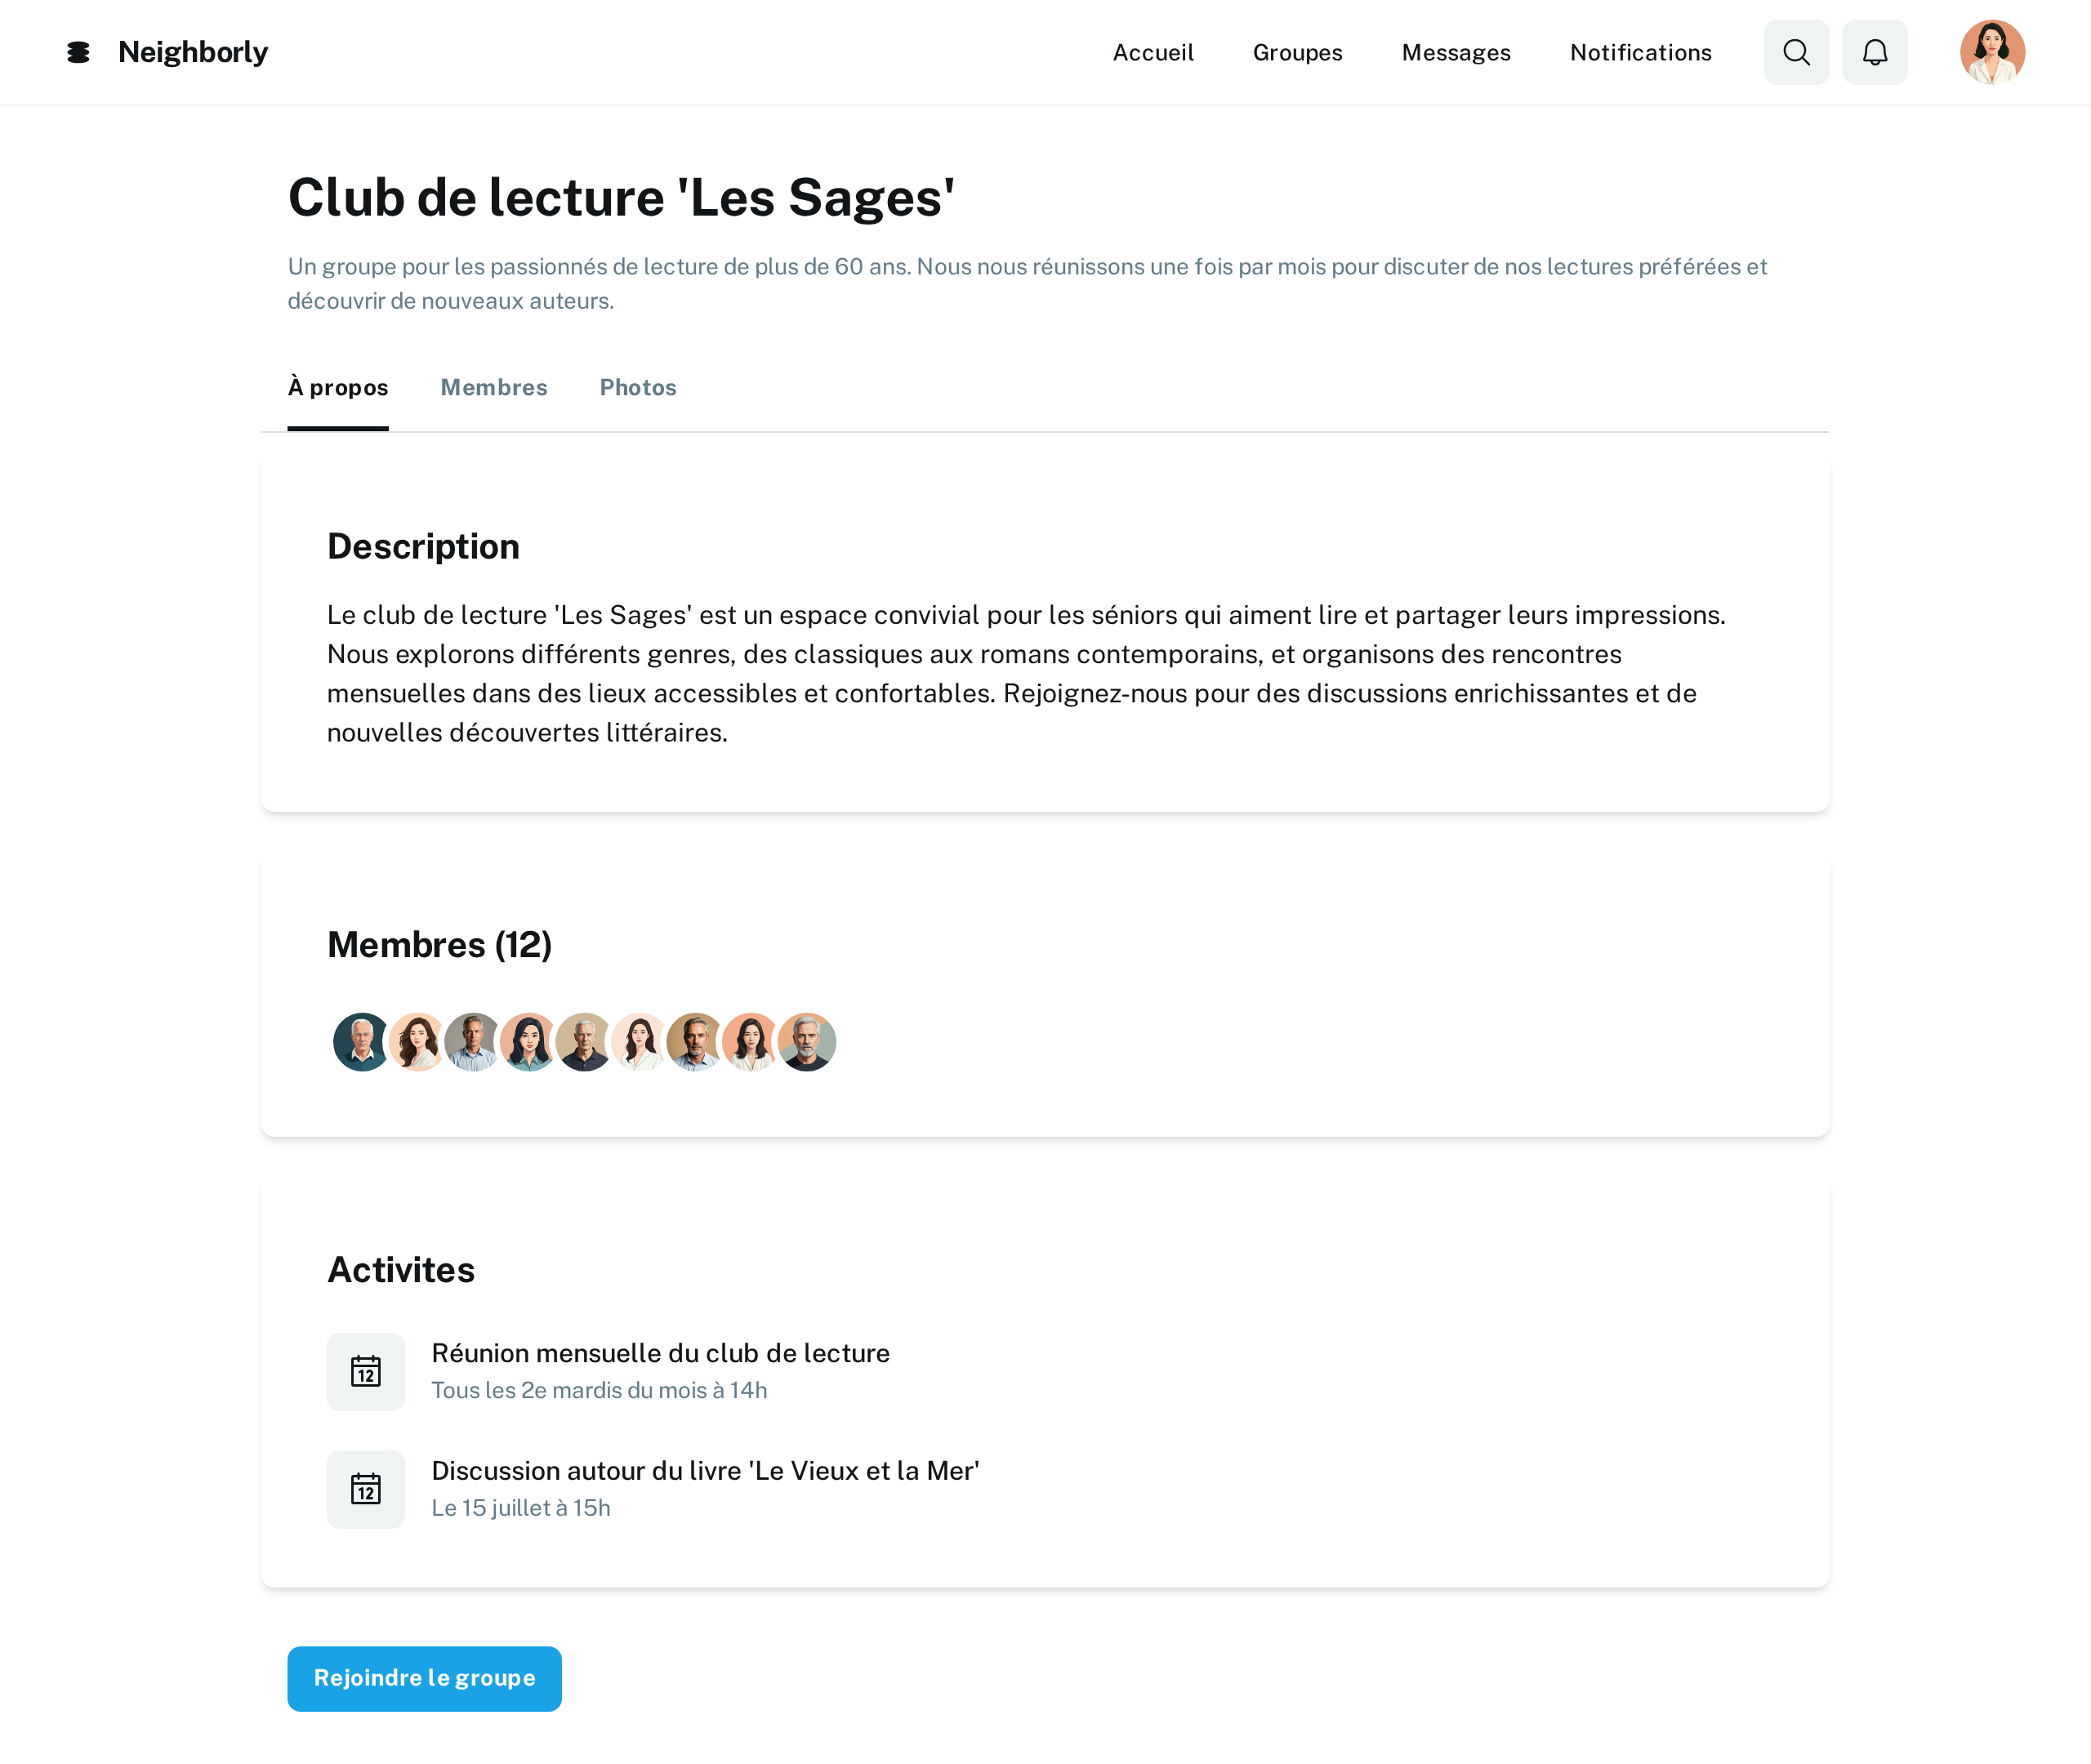 Neighborly
Accueil
Groupes
Messages
Notifications
Club de lecture 'Les Sages'
Un groupe pour les passionnés de lecture de plus de 60 ans. Nous nous réunissons une fois par mois pour discuter de nos lectures préférées et
découvrir de nouveaux auteurs.
À propos
Membres
Photos
Description
Le club de lecture 'Les Sages' est un espace convivial pour les séniors qui aiment lire et partager leurs impressions.
Nous explorons différents genres, des classiques aux romans contemporains, et organisons des rencontres
mensuelles dans des lieux accessibles et confortables. Rejoignez-nous pour des discussions enrichissantes et de
nouvelles découvertes littéraires.
Membres (12)
Activites
12
Réunion mensuelle du club de lecture
Tous les 2e mardis du mois à 14h
12
Discussion autour du livre 'Le Vieux et la Mer'
Le 15 juillet à 15h
Rejoindre le groupe